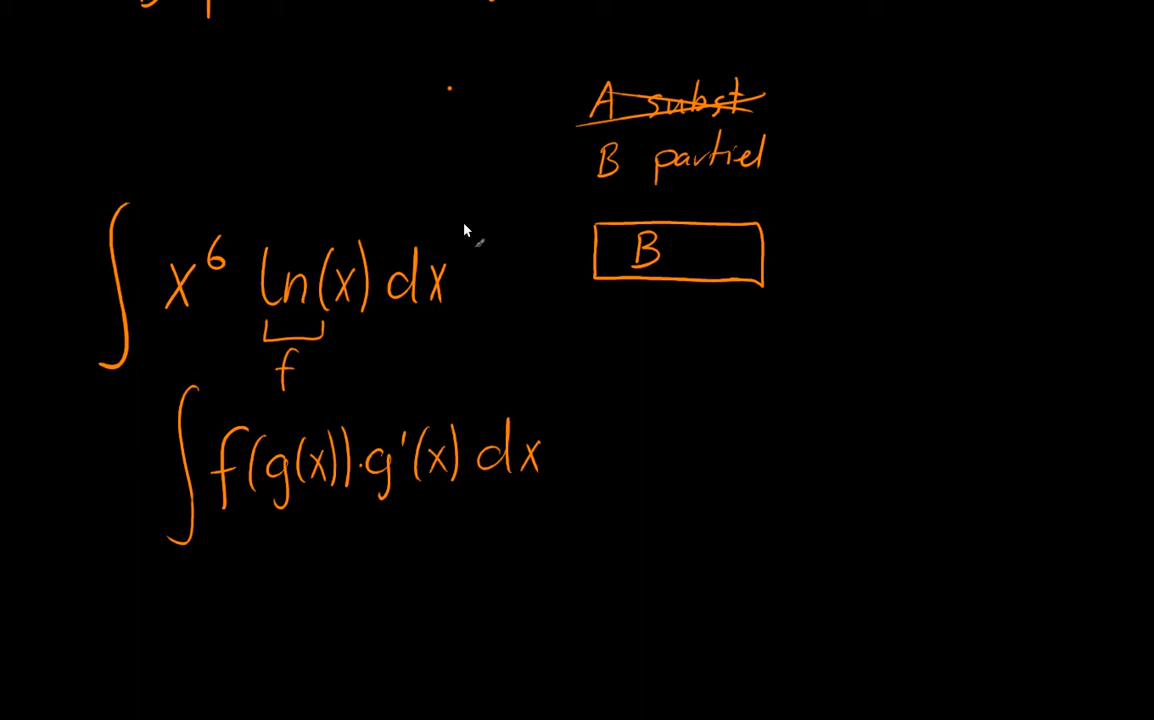 A subst
B partiel
B
∫ x⁶ ln(x) dx
f
∫ f(g(x))·g'(x) dx